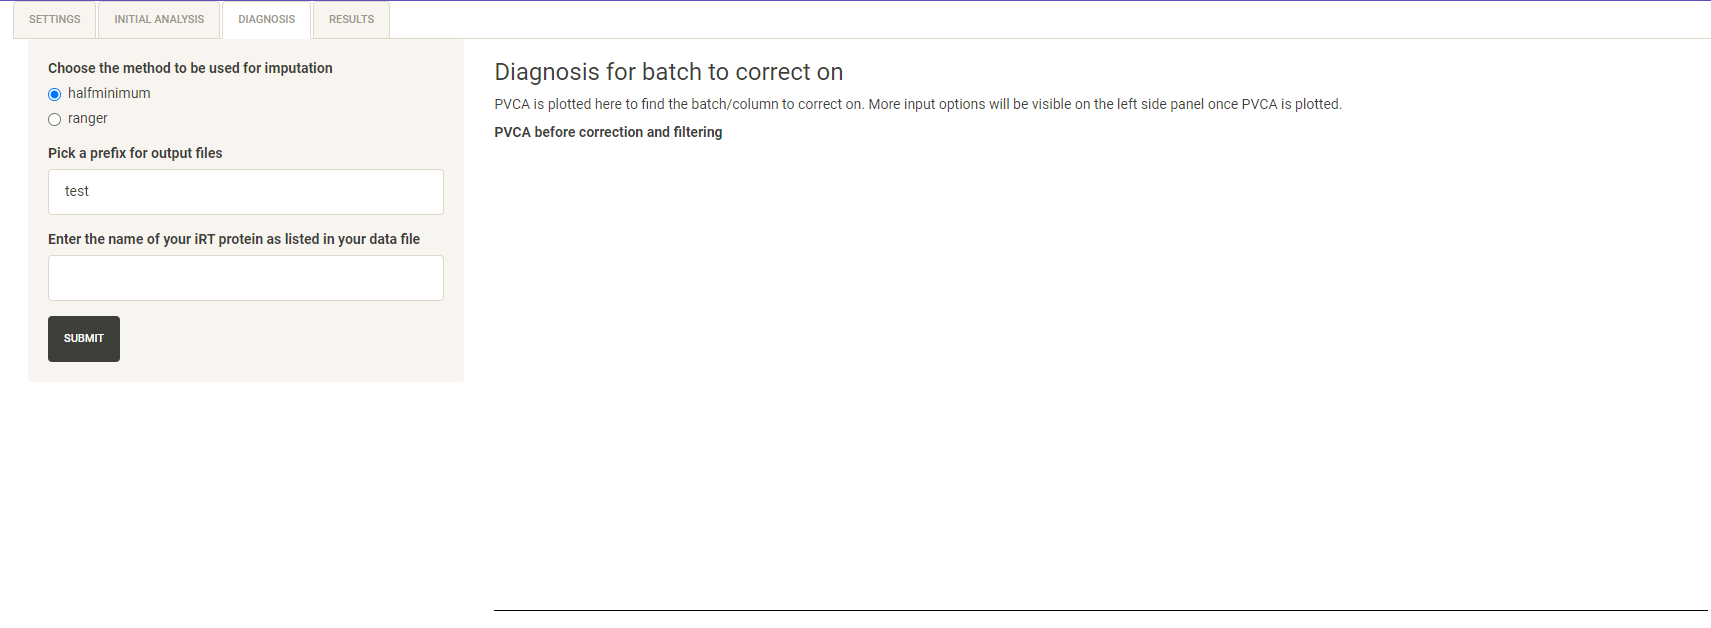 SETTINGS
INITIAL ANALYSIS
DIAGNOSIS
RESULTS
Choose the method to be used for imputation
halfminimum
ranger
Pick a prefix for output files
test
Enter the name of your iRT protein as listed in your data file
SUBMIT
Diagnosis for batch to correct on
PVCA is plotted here to find the batch/column to correct on. More input options will be visible on the left side panel once PVCA is plotted.
PVCA before correction and filtering